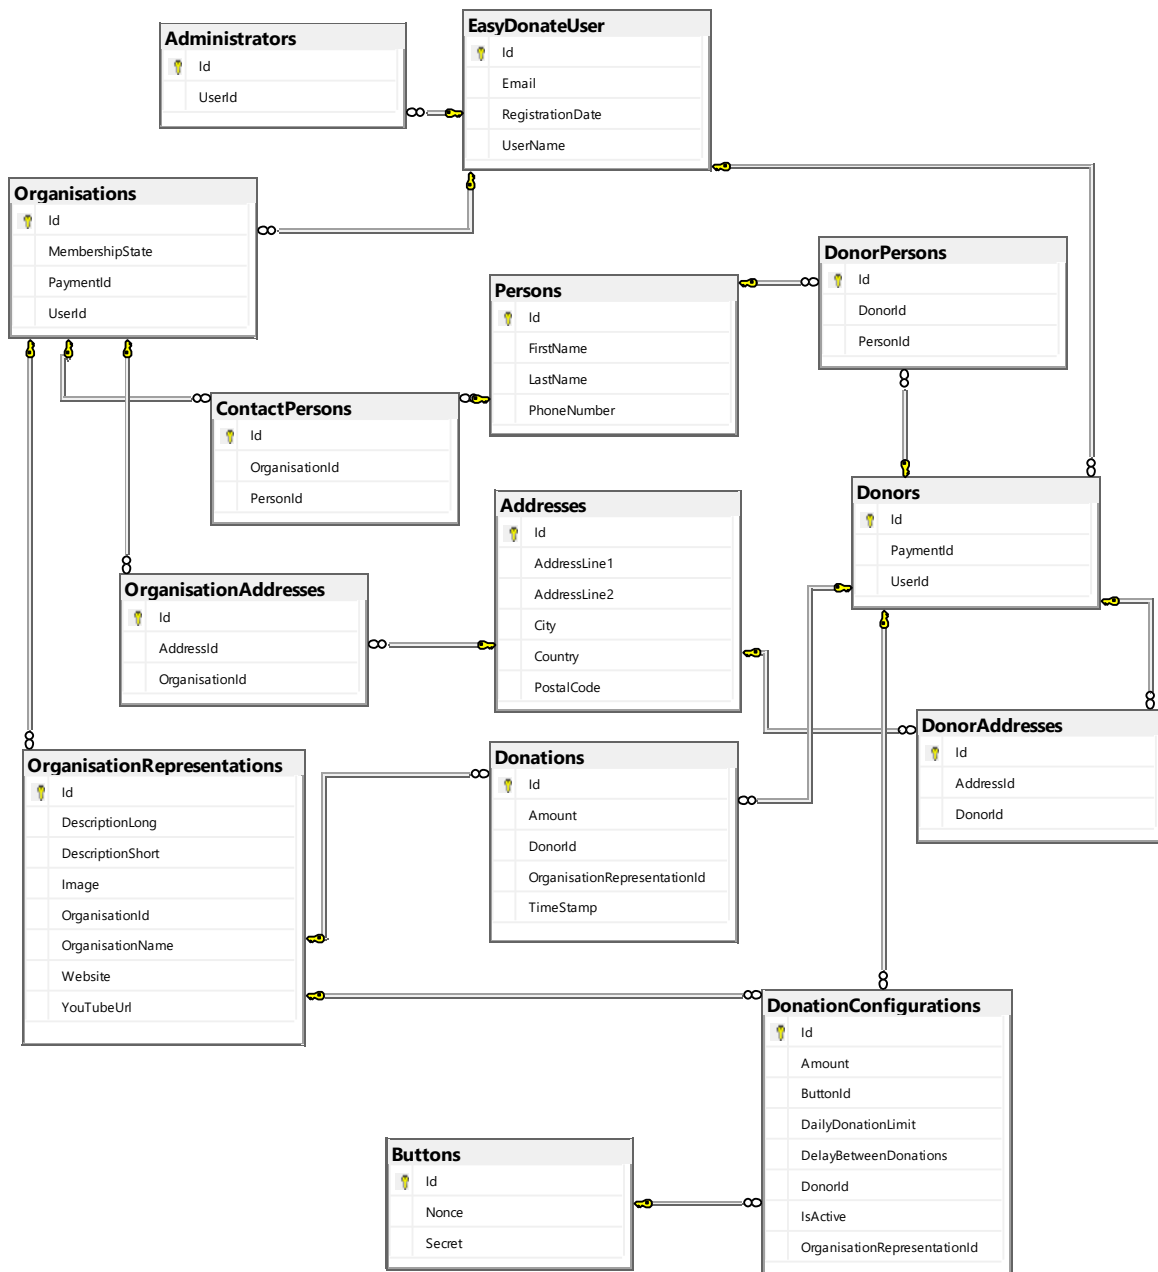 EasyDonateUser
Id
Email
RegistrationDate
UserName
Administrators
Id
UserId
Organisations
Id
MembershipState
PaymentId
UserId
DonorPersons
Id
DonorId
PersonId
Persons
Id
FirstName
LastName
PhoneNumber
ContactPersons
Id
OrganisationId
PersonId
Donors
Id
PaymentId
UserId
Addresses
Id
AddressLine1
AddressLine2
City
Country
PostalCode
OrganisationAddresses
Id
AddressId
OrganisationId
DonorAddresses
Id
AddressId
DonorId
OrganisationRepresentations
Id
DescriptionLong
DescriptionShort
Image
OrganisationId
OrganisationName
Website
YouTubeUrl
Donations
Id
Amount
DonorId
OrganisationRepresentationId
TimeStamp
DonationConfigurations
Id
Amount
ButtonId
DailyDonationLimit
DelayBetweenDonations
DonorId
IsActive
OrganisationRepresentationId
Buttons
Id
Nonce
Secret